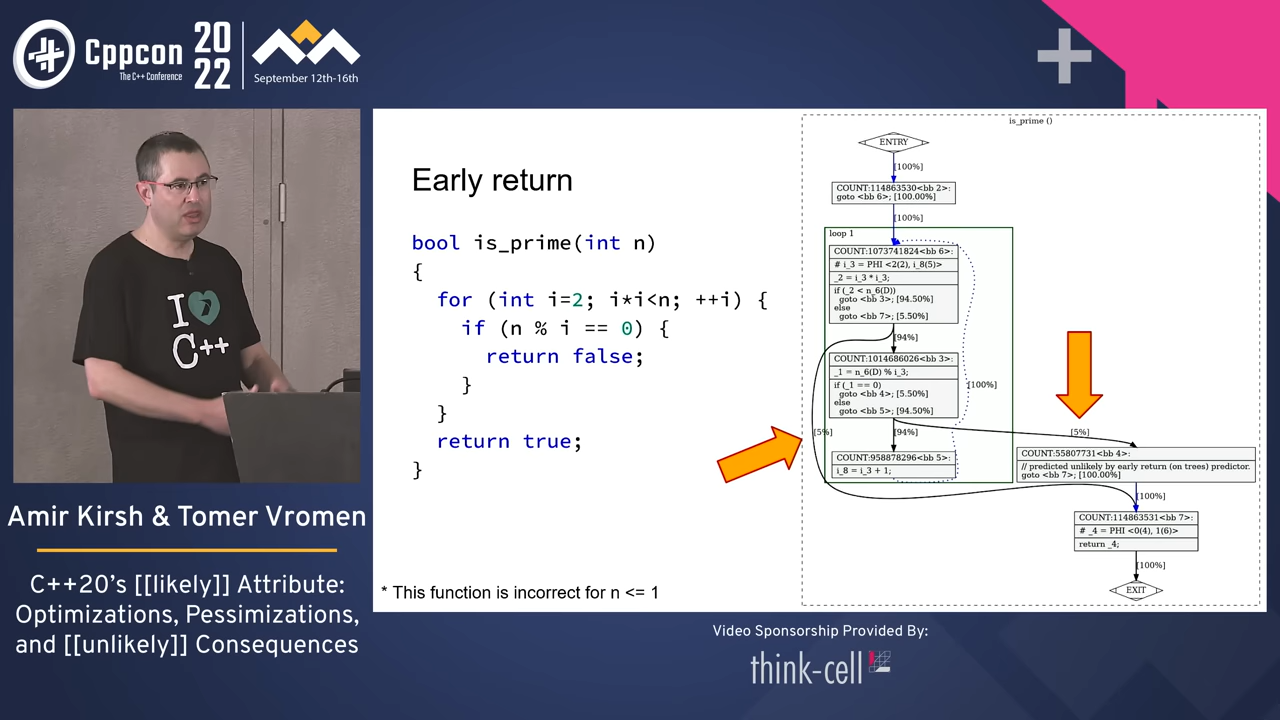 Cppcon
The C++ Conference
20
22
September 12th-16th
I
C++
Amir Kirsh & Tomer Vromen
C++20's [[likely]] Attribute:
Optimizations, Pessimizations,
and [[unlikely]] Consequences
Early return
bool is_prime(int n)
{
for (int i=2; i*i<n; ++i) {
if (n % i == 0) {
return false;
}
}
return true;
}
* This function is incorrect for n <= 1
is_prime ()
ENTRY
[100%]
COUNT:114863530<bb 2>:
goto <bb 6>; [100.00%]
[100%]
loop 1
COUNT:1073741824<bb 6>:
# i_3 = PHI <2(2), i_8(5)>
_2 = i_3 * i_3;
if (_2 < n_6(D))
goto <bb 3>; [94.50%]
else
goto <bb 7>; [5.50%]
[94%]
COUNT:1014686026<bb 3>:
_1 = n_6(D) % i_3;
if (_1 == 0)
goto <bb 4>; [5.50%]
else
goto <bb 5>; [94.50%]
[100%]
[5%]
[94%]
[5%]
COUNT:958878296<bb 5>:
i_8 = i_3 + 1;
COUNT:55807731<bb 4>:
// predicted unlikely by early return (on trees) predictor.
goto <bb 7>; [100.00%]
[100%]
COUNT:114863531<bb 7>:
# _4 = PHI <0(4), 1(6)>
return _4;
[100%]
EXIT
Video Sponsorship Provided By:
think-cell